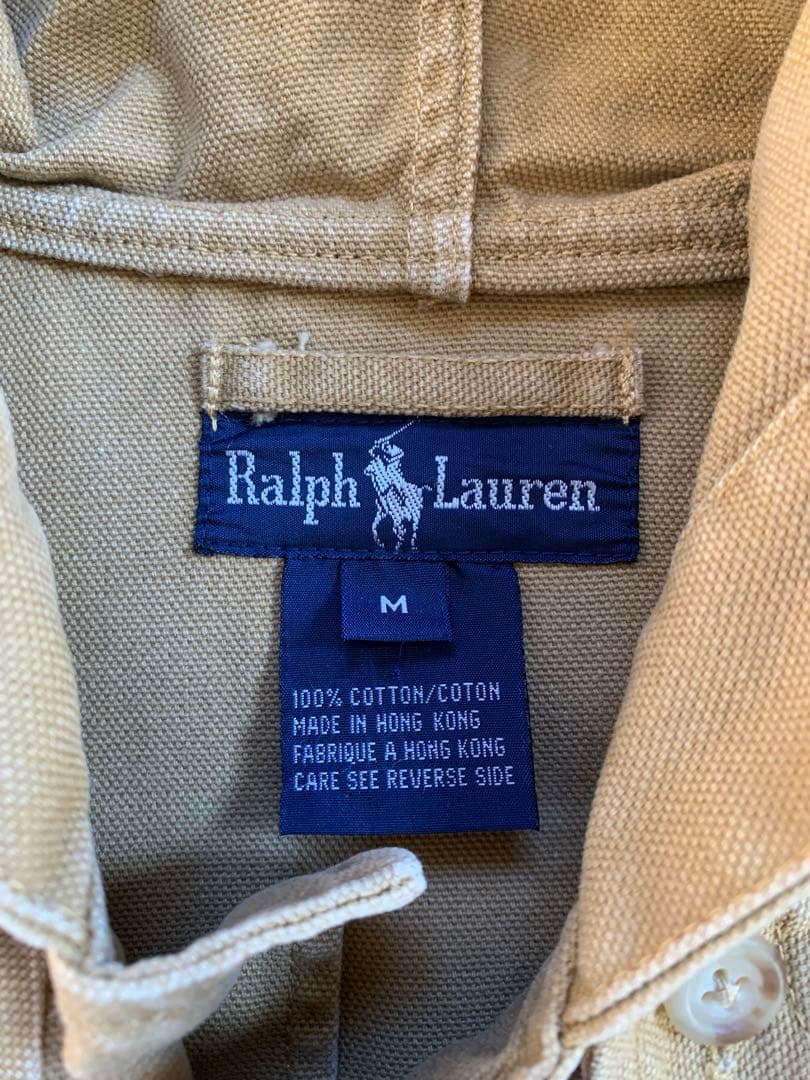 Ralph Lauren
M
100% COTTON/COTON
MADE IN HONG KONG
FABRIQUE A HONG KONG
CARE SEE REVERSE SIDE